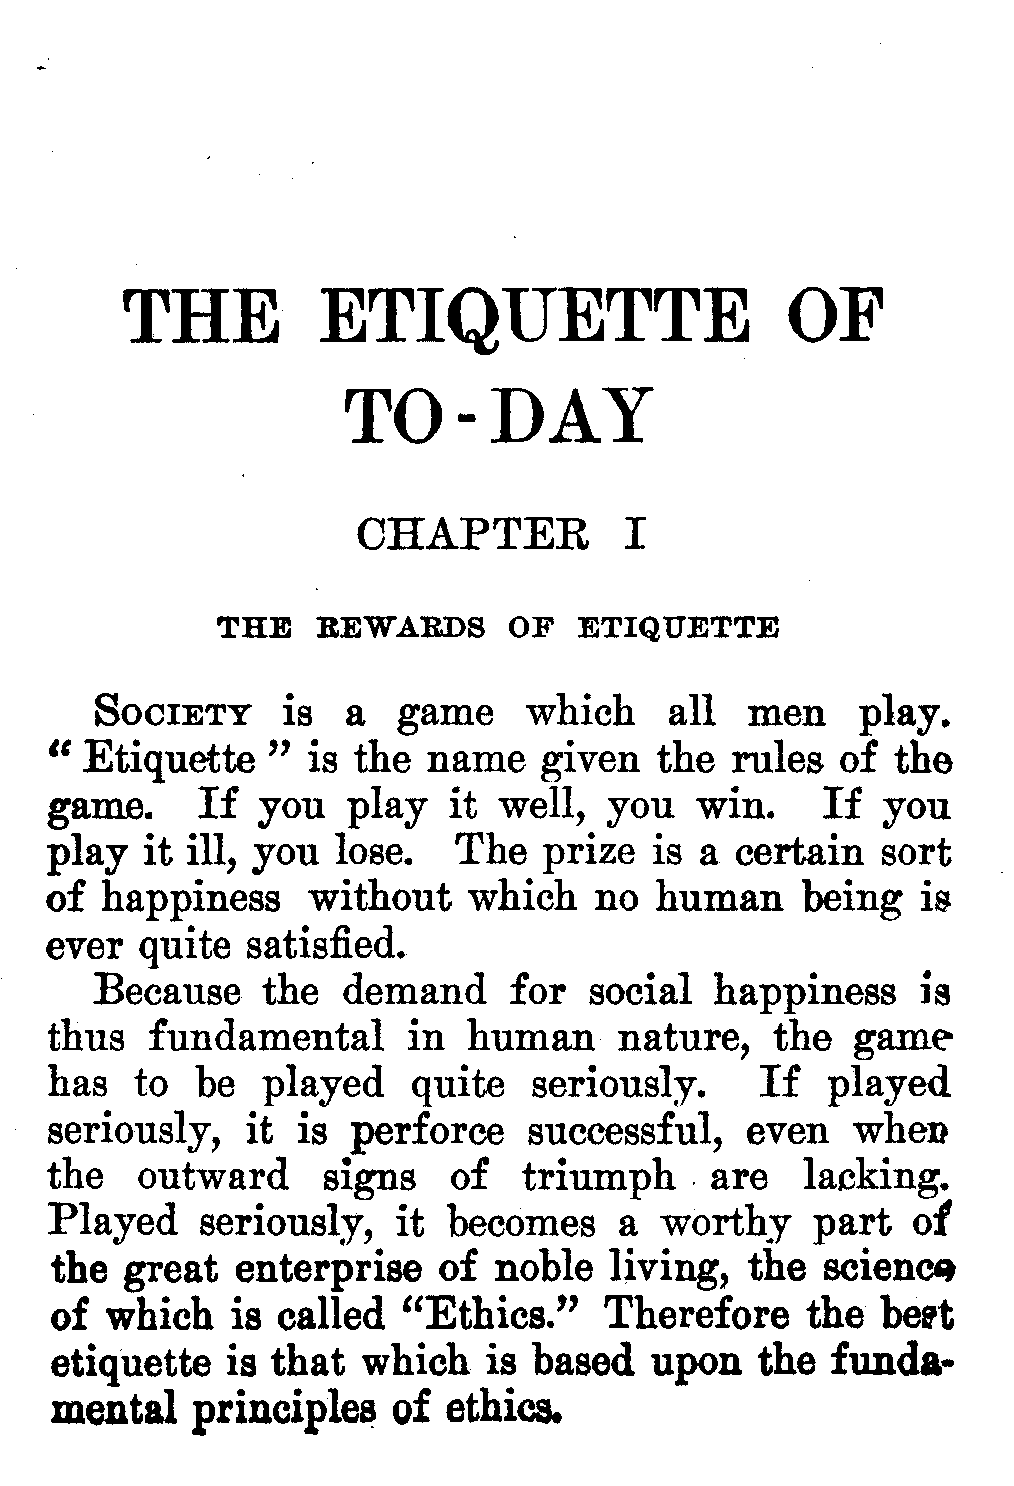 THE ETIQUETTE OF
TO-DAY
CHAPTER I
THE REWARDS OF ETIQUETTE
SOCIETY is a game which all men play.
“Etiquette” is the name given the rules of the
game. If you play it well, you win. If you
play it ill, you lose. The prize is a certain sort
of happiness without which no human being is
ever quite satisfied.
Because the demand for social happiness is
thus fundamental in human nature, the game
has to be played quite seriously. If played
seriously, it is perforce successful, even when
the outward signs of triumph are lacking.
Played seriously, it becomes a worthy part of
the great enterprise of noble living, the science
of which is called “Ethics.” Therefore the best
etiquette is that which is based upon the funda-
mental principles of ethics.